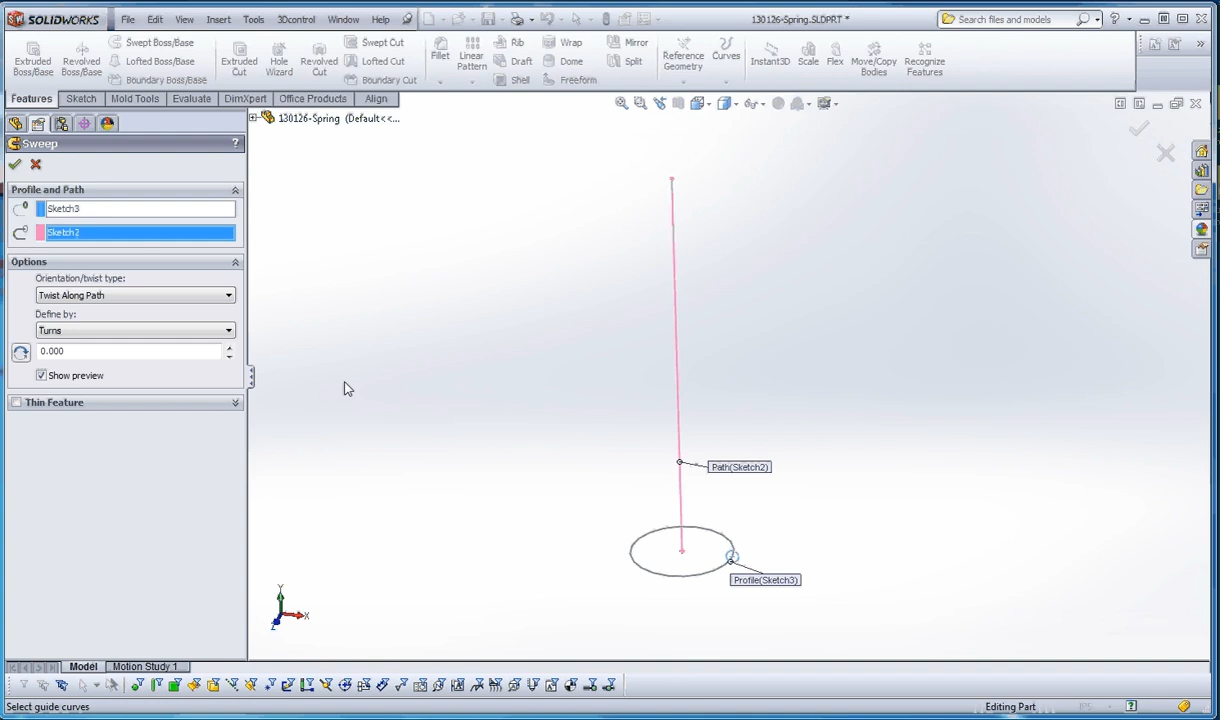 SOLIDWORKS File Edit View Insert Tools 3Dcontrol Window Help 130126-Spring.SLDPRT * Search files and models ?
Extruded Boss/Base
Revolved Boss/Base
Swept Boss/Base
Lofted Boss/Base
Boundary Boss/Base
Extruded Cut
Hole Wizard
Revolved Cut
Swept Cut
Lofted Cut
Boundary Cut
Fillet
Linear Pattern
Rib
Draft
Shell
Wrap
Dome
Freeform
Mirror
Split
Reference Geometry
Curves
Instant3D
Scale
Flex
Move/Copy Bodies
Recognize Features
Features Sketch Mold Tools Evaluate DimXpert Office Products Align
130126-Spring (Default<<...
Sweep ?
Profile and Path
Sketch3
Sketch2
Options
Orientation/twist type:
Twist Along Path
Define by:
Turns
0.000
Show preview
Thin Feature
Path(Sketch2)
Profile(Sketch3)
Y
X
Z
Model Motion Study 1
Select guide curves Editing Part IPS ?